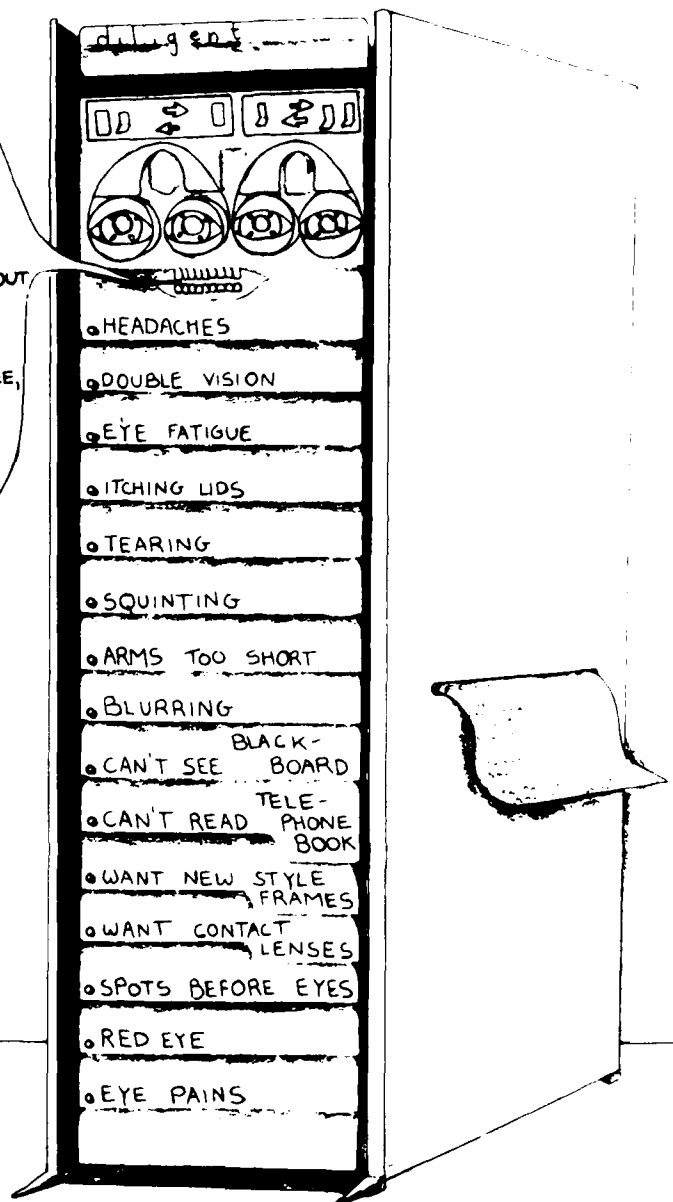 diligent
OUT
E,
HEADACHES
DOUBLE VISION
EYE FATIGUE
ITCHING LIDS
TEARING
SQUINTING
ARMS TOO SHORT
BLURRING
BLACK-
CAN'T SEE BOARD
TELE-
CAN'T READ PHONE
BOOK
WANT NEW STYLE
FRAMES
WANT CONTACT
LENSES
SPOTS BEFORE EYES
RED EYE
EYE PAINS